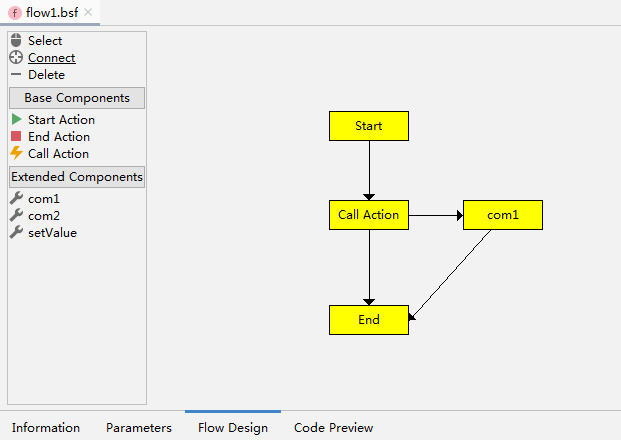 flow1.bsf
Select
Connect
Delete
Base Components
Start Action
End Action
Call Action
Extended Components
com1
com2
setValue
Start
Call Action
com1
End
Information
Parameters
Flow Design
Code Preview